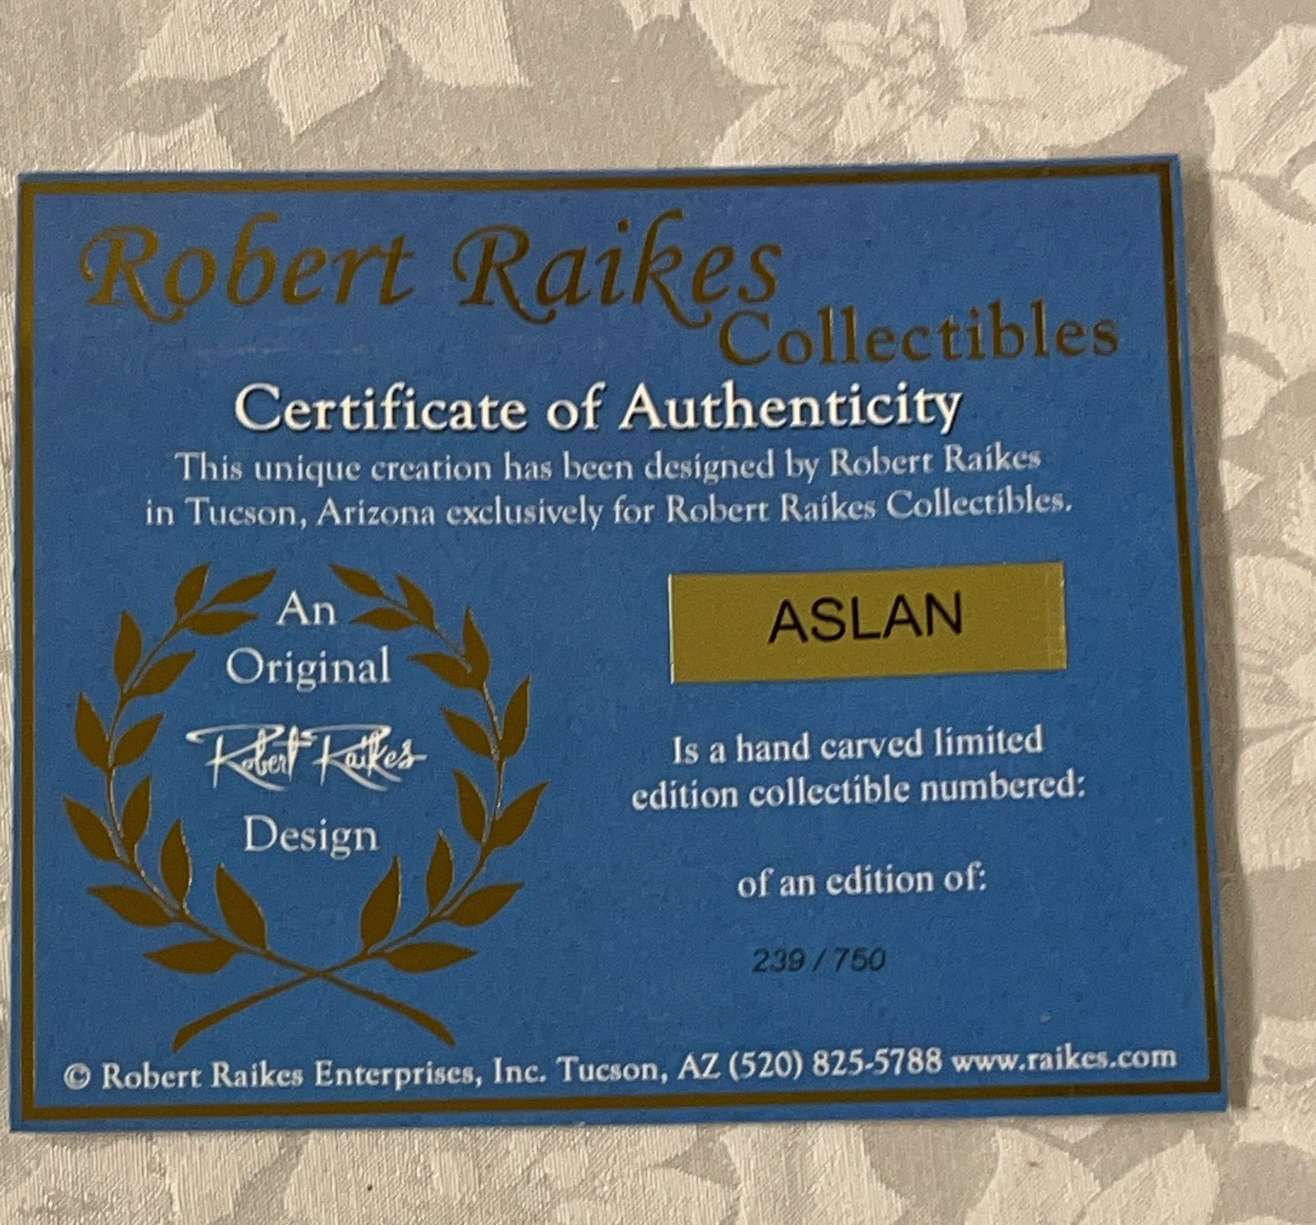 Robert Raikes
Collectibles
Certificate of Authenticity
This unique creation has been designed by Robert Raikes
in Tucson, Arizona exclusively for Robert Raikes Collectibles.
An
Original
Robert Raikes
Design
ASLAN
Is a hand carved limited
edition collectible numbered:
of an edition of:
239 / 750
© Robert Raikes Enterprises, Inc. Tucson, AZ (520) 825-5788 www.raikes.com